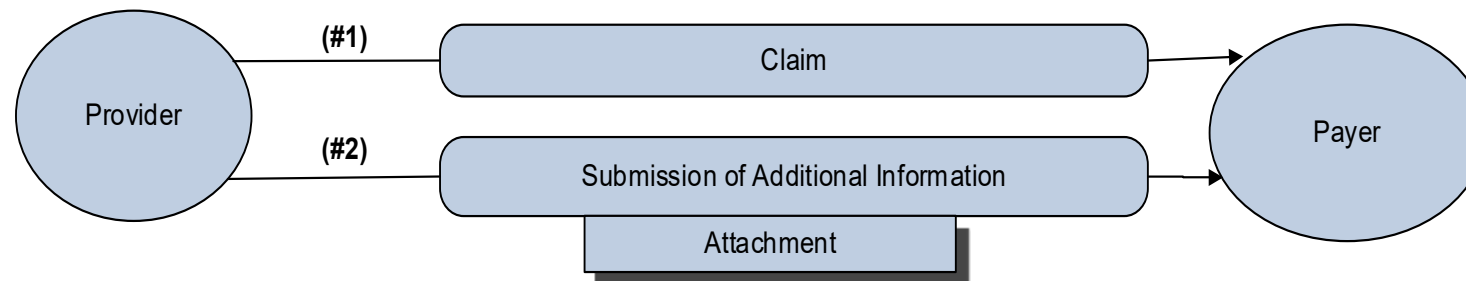 (#1)
Claim
Provider
Payer
(#2)
Submission of Additional Information
Attachment